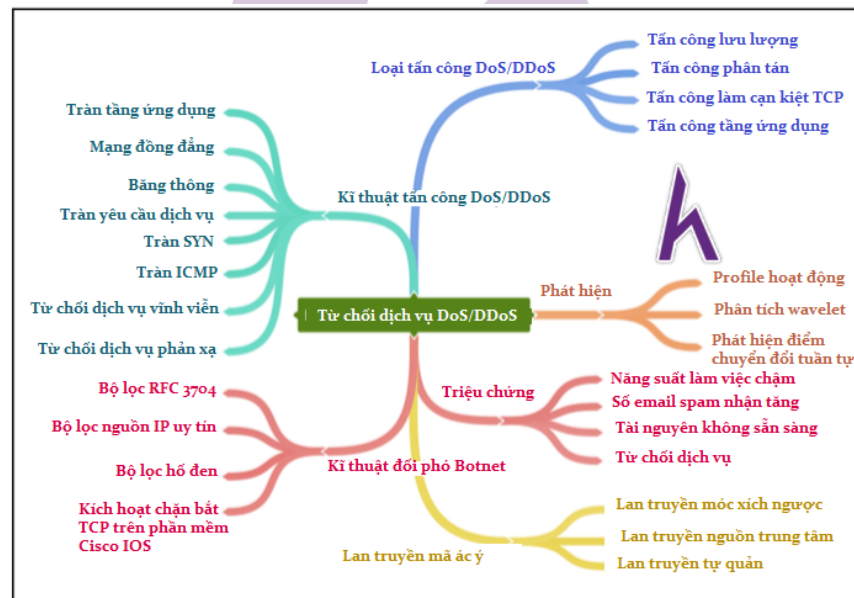 Loại tấn công DoS/DDoS
Tấn công lưu lượng
Tấn công phân tán
Tấn công làm cạn kiệt TCP
Tấn công tầng ứng dụng
Kĩ thuật tấn công DoS/DDoS
Tràn tầng ứng dụng
Mạng đồng đẳng
Băng thông
Tràn yêu cầu dịch vụ
Tràn SYN
Tràn ICMP
Từ chối dịch vụ vĩnh viễn
Từ chối dịch vụ phản xạ
Từ chối dịch vụ DoS/DDoS
Phát hiện
Profile hoạt động
Phân tích wavelet
Phát hiện điểm
chuyển đổi tuần tự
Triệu chứng
Năng suất làm việc chậm
Số email spam nhận tăng
Tài nguyên không sẵn sàng
Từ chối dịch vụ
Kĩ thuật đối phó Botnet
Bộ lọc RFC 3704
Bộ lọc nguồn IP uy tín
Bộ lọc hố đen
Kích hoạt chặn bắt
TCP trên phần mềm
Cisco IOS
Lan truyền mã ác ý
Lan truyền móc xích ngược
Lan truyền nguồn trung tâm
Lan truyền tự quản